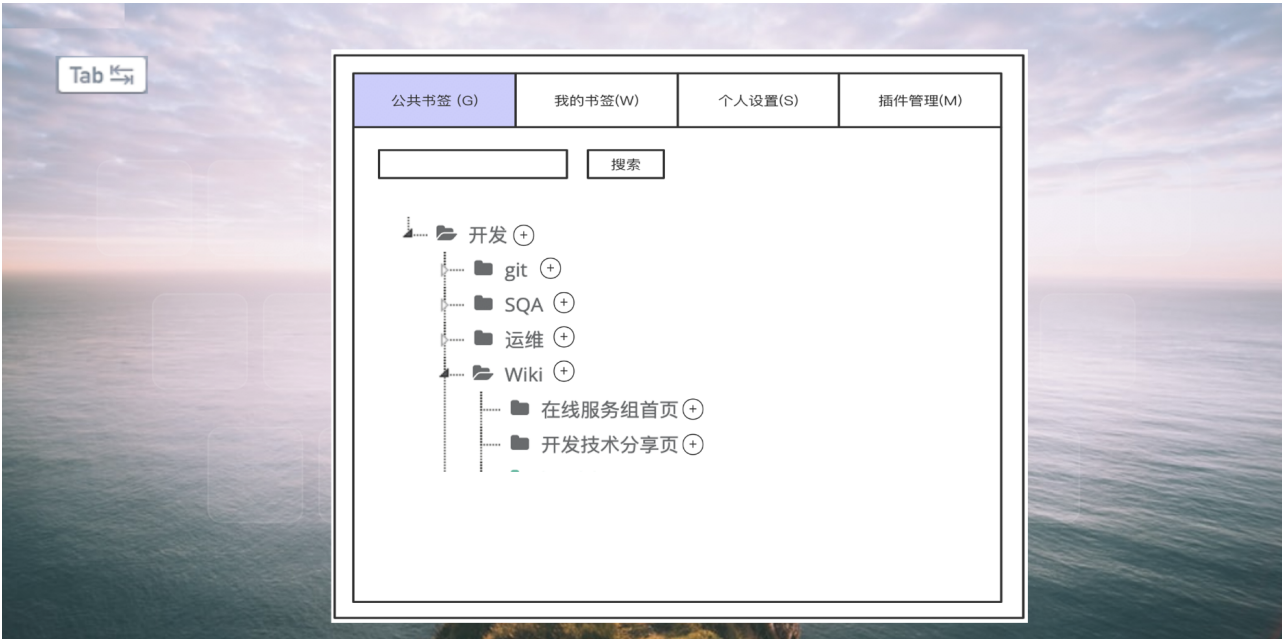 Tab
公共书签 (G) 我的书签(W) 个人设置(S) 插件管理(M)
搜索
开发
git
SQA
运维
Wiki
在线服务组首页
开发技术分享页